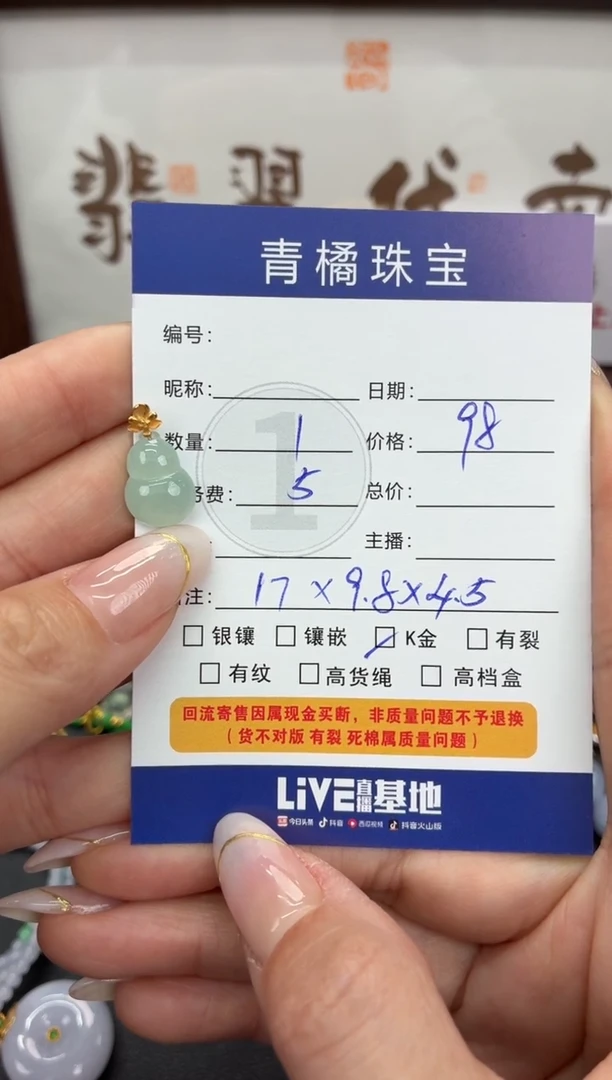 翡翠代
青橘珠宝
编号：
昵称： 日期：
数量： 1 价格： 98
务费： 5 总价：
主播：
注： 17×9.8×4.5
银镶 镶嵌 K金 有裂
有纹 高货绳 高档盒
回流寄售因属现金买断，非质量问题不予退换
（货不对版 有裂 死棉属质量问题）
LIVE直播基地
今日头条 抖音 西瓜视频 抖音火山版